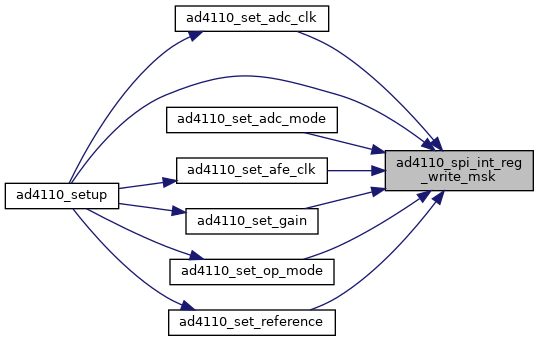 ad4110_set_adc_clk
ad4110_set_adc_mode
ad4110_spi_int_reg
_write_msk
ad4110_set_afe_clk
ad4110_setup
ad4110_set_gain
ad4110_set_op_mode
ad4110_set_reference